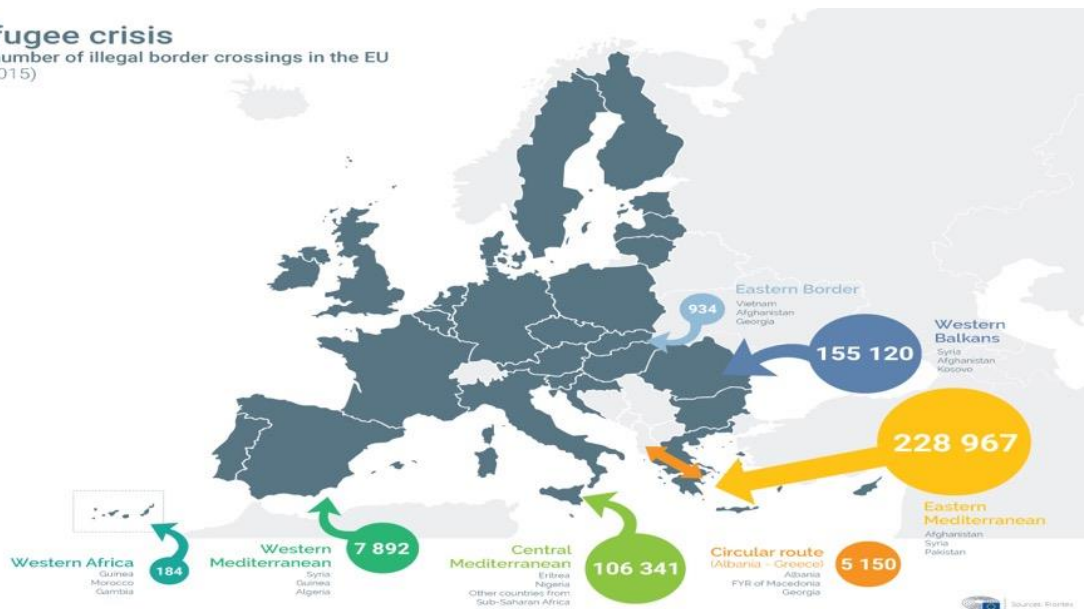 fugee crisis
umber of illegal border crossings in the EU
015)
Eastern Border
934
Vietnam
Afghanistan
Georgia
155 120
Western
Balkans
Syria
Afghanistan
Kosovo
228 967
Eastern
Mediterranean
Afghanistan
Syria
Pakistan
Western Africa
Guinea
Morocco
Gambia
184
Western
Mediterranean
Syria
Guinea
Algeria
7 892
Central
Mediterranean
Eritrea
Nigeria
Other countries from
Sub-Saharan Africa
106 341
Circular route
(Albania - Greece)
Albania
FYR of Macedonia
Georgia
5 150
Sources: Frontex